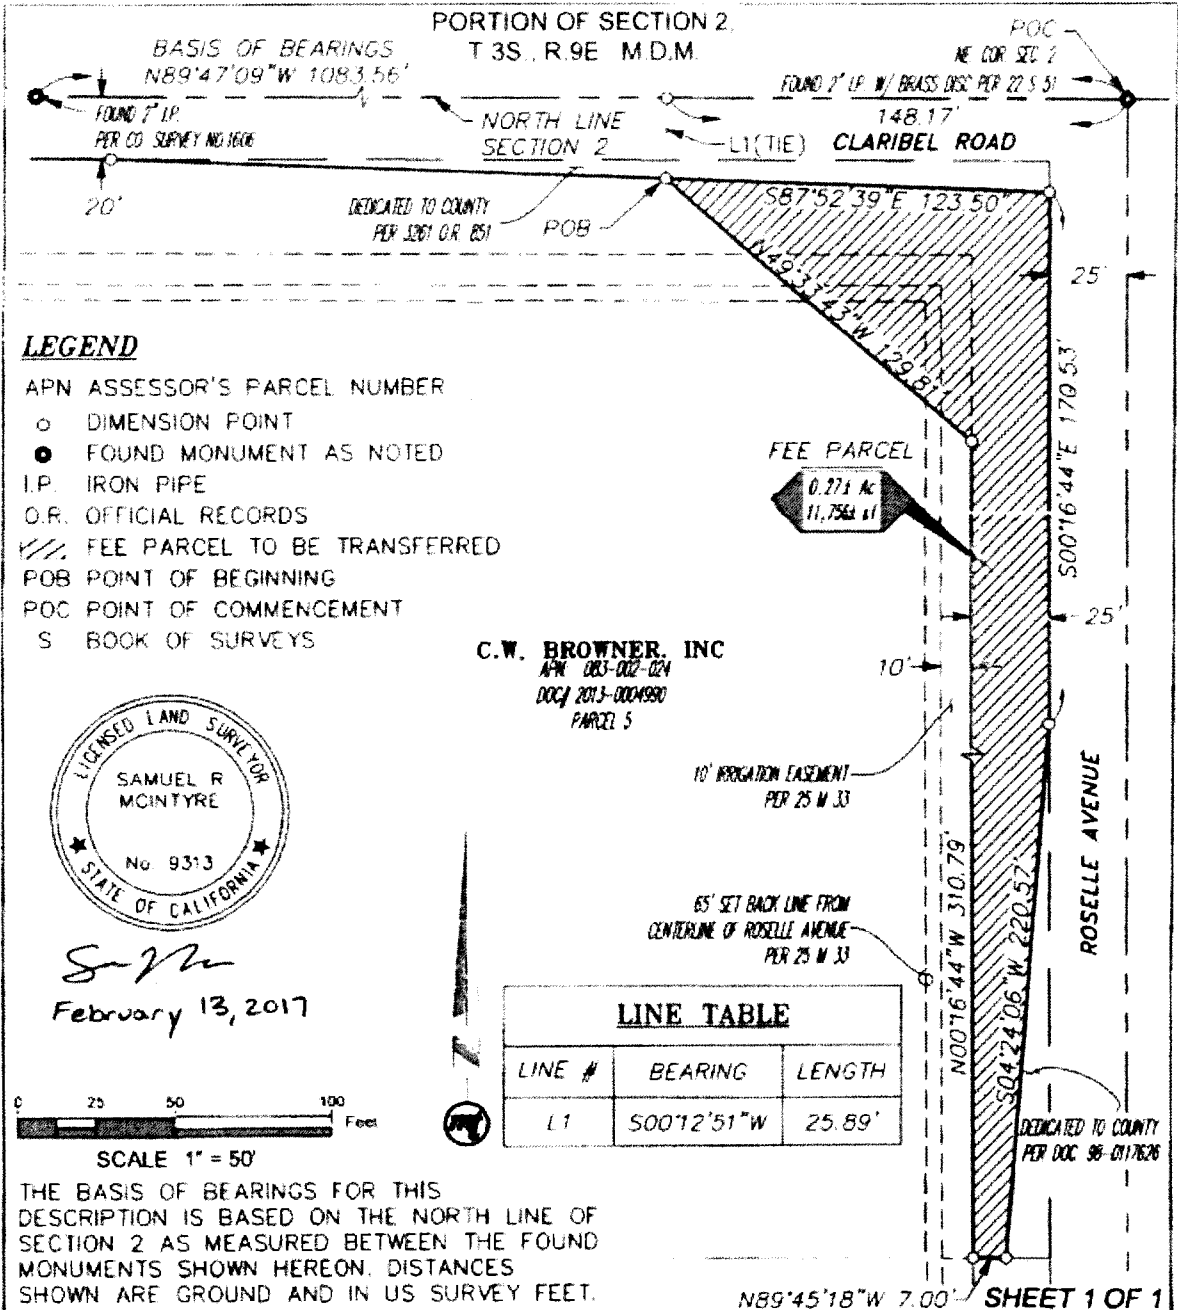 PORTION OF SECTION 2,
T 3S., R.9E M.D.M.
BASIS OF BEARINGS
N89°47'09"W 1083.56'
POC
NE COR SEC 2
FOUND 2" I.P. W/ BRASS DISC PER 22 S 51
FOUND 2" I.P.
PER CO SURVEY NO.1606
NORTH LINE
SECTION 2
148.17'
L1(TIE)
CLARIBEL ROAD
20'
DEDICATED TO COUNTY
PER 3261 O.R. 851
POB
S87°52'39"E 123.50'
N49°33'43"W 129.81'
25'
S00°16'44"E 170.53'
LEGEND
APN ASSESSOR'S PARCEL NUMBER
DIMENSION POINT
FOUND MONUMENT AS NOTED
I.P. IRON PIPE
O.R. OFFICIAL RECORDS
FEE PARCEL TO BE TRANSFERRED
POB POINT OF BEGINNING
POC POINT OF COMMENCEMENT
S BOOK OF SURVEYS
FEE PARCEL
0.27± Ac
11,756± sf
C.W. BROWNER, INC
APN 083-002-024
DOC# 2013-0004990
PARCEL 5
25'
10'
10' IRRIGATION EASEMENT
PER 25 M 33
LICENSED LAND SURVEYOR
SAMUEL R
MCINTYRE
No. 9313
STATE OF CALIFORNIA
February 13, 2017
65' SET BACK LINE FROM
CENTERLINE OF ROSELLE AVENUE
PER 25 M 33
N00°16'44"W 310.79'
S04°24'06"W 220.57'
ROSELLE AVENUE
DEDICATED TO COUNTY
PER DOC 96-0117626
LINE TABLE
LINE # BEARING LENGTH
L1 S00°12'51"W 25.89'
0 25 50 100
Feet
SCALE 1" = 50'
THE BASIS OF BEARINGS FOR THIS
DESCRIPTION IS BASED ON THE NORTH LINE OF
SECTION 2 AS MEASURED BETWEEN THE FOUND
MONUMENTS SHOWN HEREON. DISTANCES
SHOWN ARE GROUND AND IN US SURVEY FEET.
N89°45'18"W 7.00'
SHEET 1 OF 1